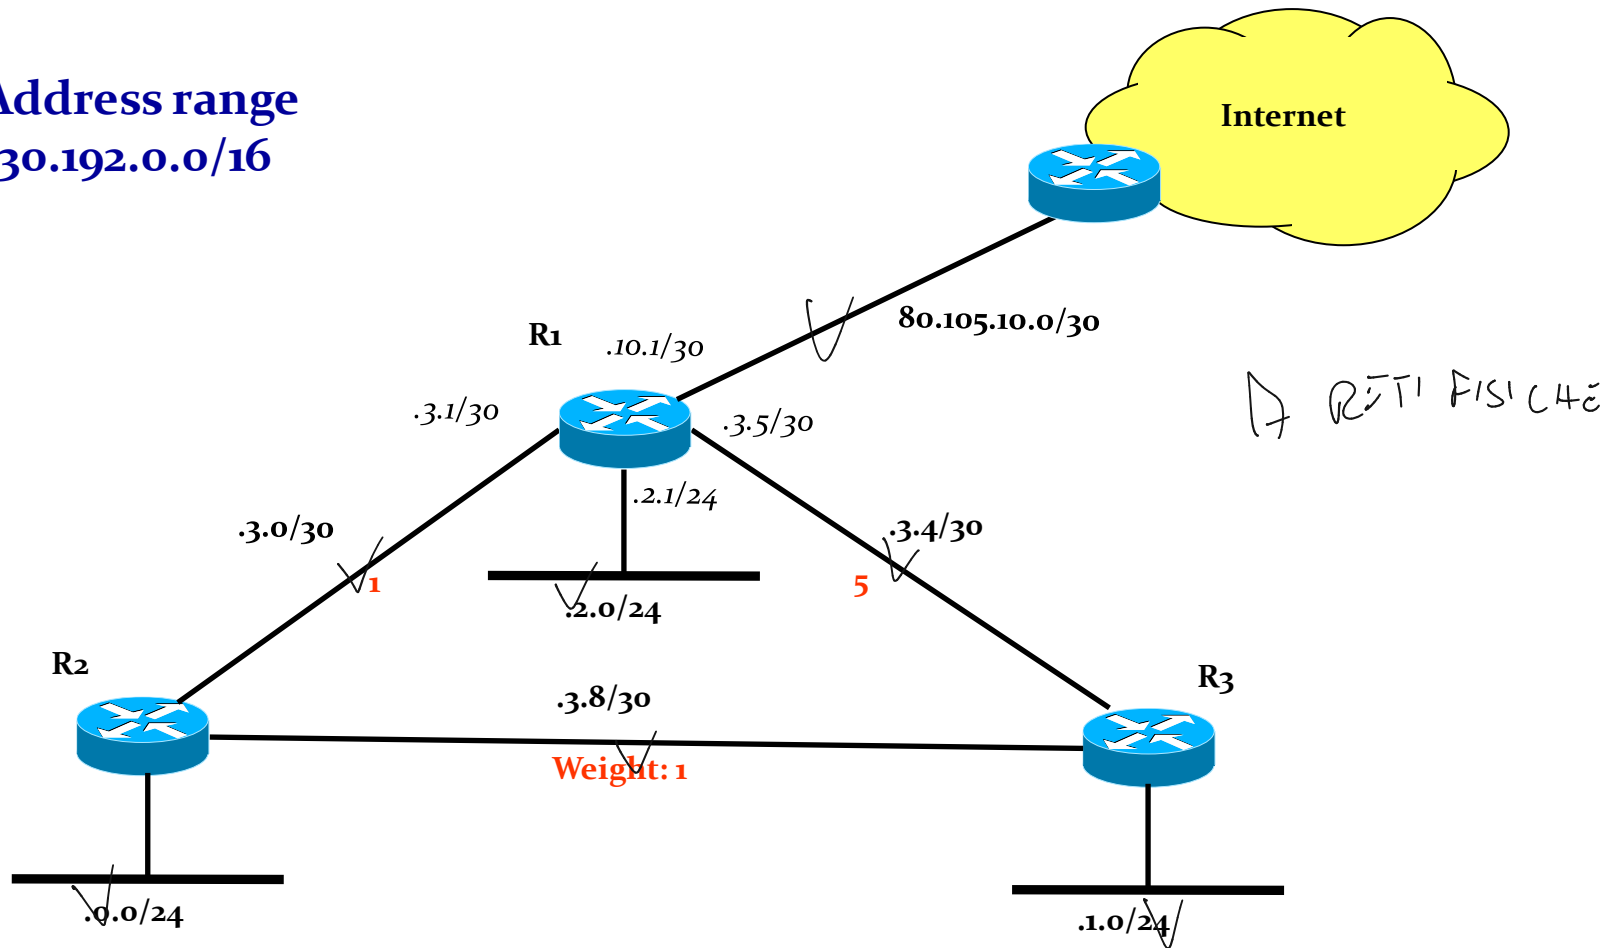 Address range
30.192.0.0/16
Internet
80.105.10.0/30
R1
.10.1/30
.3.1/30
.3.5/30
RETI FISICHE
.2.1/24
.3.0/30
.3.4/30
1
5
.2.0/24
R2
R3
.3.8/30
Weight: 1
.0.0/24
.1.0/24